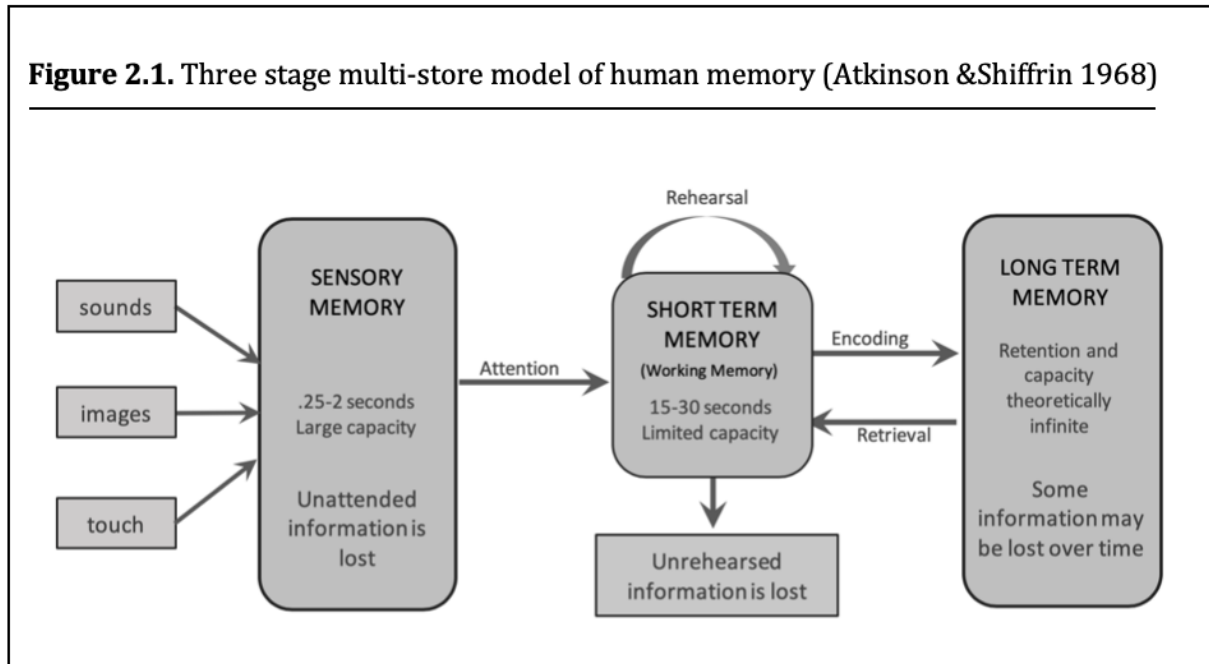 Figure 2.1. Three stage multi-store model of human memory (Atkinson &Shiffrin 1968)
sounds
images
touch
SENSORY
MEMORY
.25-2 seconds
Large capacity
Unattended
information is
lost
Attention
Rehearsal
SHORT TERM
MEMORY
(Working Memory)
15-30 seconds
Limited capacity
Unrehearsed
information is lost
Encoding
Retrieval
LONG TERM
MEMORY
Retention and
capacity
theoretically
infinite
Some
information may
be lost over time